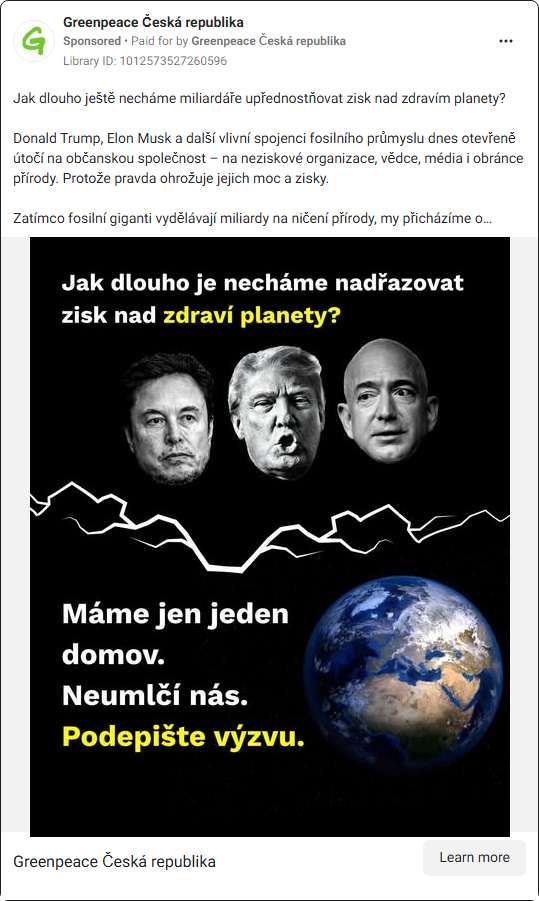 Greenpeace Česká republika
Sponsored • Paid for by Greenpeace Česká republika
Library ID: 1012573527260596
Jak dlouho ještě necháme miliardáře upřednostňovat zisk nad zdravím planety?
Donald Trump, Elon Musk a další vlivní spojenci fosilního průmyslu dnes otevřeně
útočí na občanskou společnost – na neziskové organizace, vědce, média i obránce
přírody. Protože pravda ohrožuje jejich moc a zisky.
Zatímco fosilní giganti vydělávají miliardy na ničení přírody, my přicházíme o…
Jak dlouho je necháme nadřazovat
zisk nad zdraví planety?
Máme jen jeden
domov.
Neumlčí nás.
Podepište výzvu.
Greenpeace Česká republika
Learn more